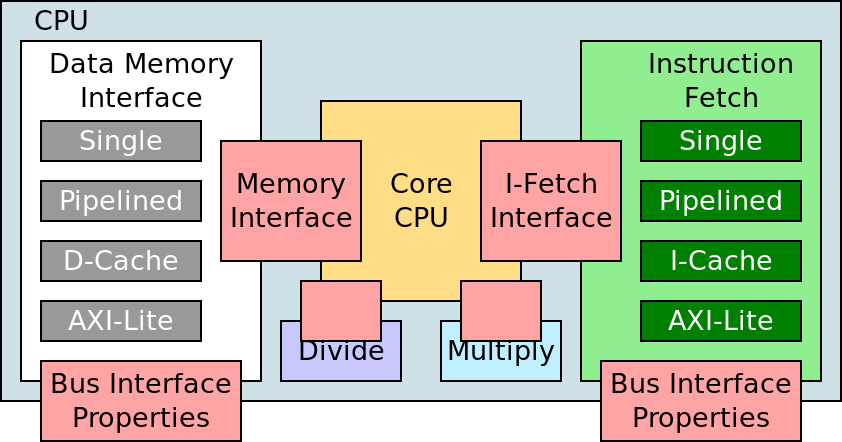 CPU
Data Memory
Interface
Single
Pipelined
D-Cache
AXI-Lite
Bus Interface
Properties
Memory
Interface
Core
CPU
I-Fetch
Interface
Divide
Multiply
Instruction
Fetch
Single
Pipelined
I-Cache
AXI-Lite
Bus Interface
Properties